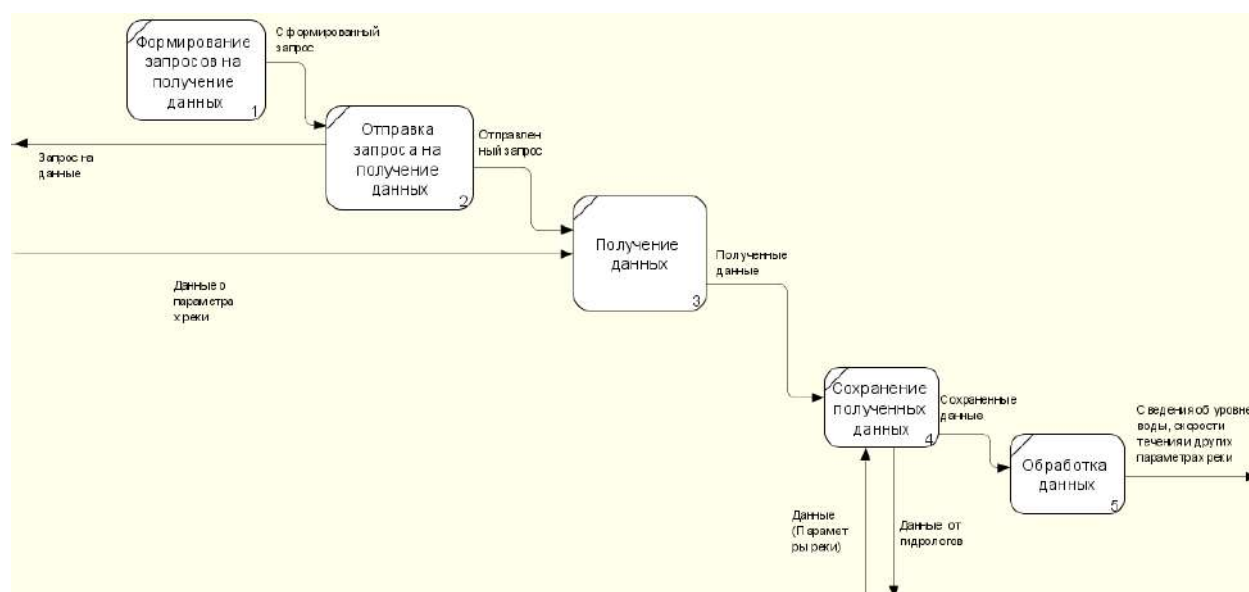 Формирование
запросов на
получение
данных
1
Сформированный
запрос
Отправка
запроса на
получение
данных
2
Запрос на
данные
Отправлен
ный запрос
Получение
данных
3
Данные о
параметра
х реки
Полученные
данные
Сохранение
полученных
данных
4
Сохраненные
данные
Обработка
данных
5
Сведения об уровне
воды, скорости
течения и других
параметрах реки
Данные
(Парамет
ры реки)
Данные от
гидрологов